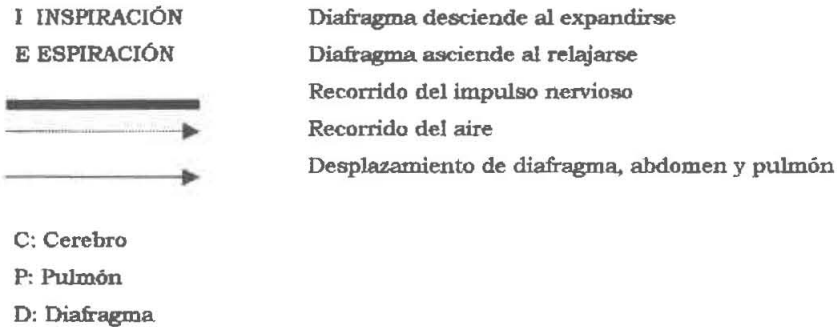 I INSPIRACIÓN Diafragma desciende al expandirse
E ESPIRACIÓN Diafragma asciende al relajarse
Recorrido del impulso nervioso
Recorrido del aire
Desplazamiento de diafragma, abdomen y pulmón
C: Cerebro
P: Pulmón
D: Diafragma